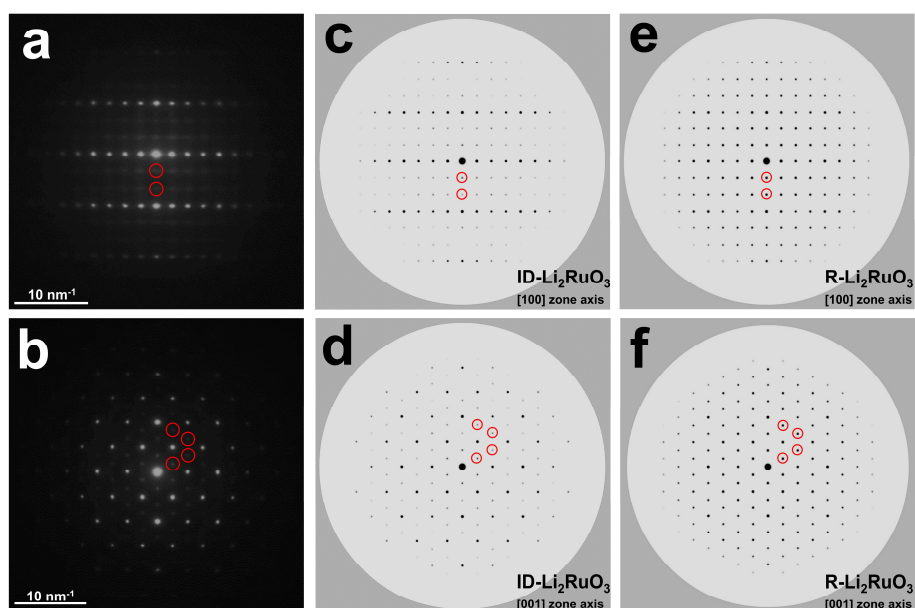 a
10 nm-1
c
ID-Li2RuO3
[100] zone axis
e
R-Li2RuO3
[100] zone axis
b
10 nm-1
d
ID-Li2RuO3
[001] zone axis
f
R-Li2RuO3
[001] zone axis